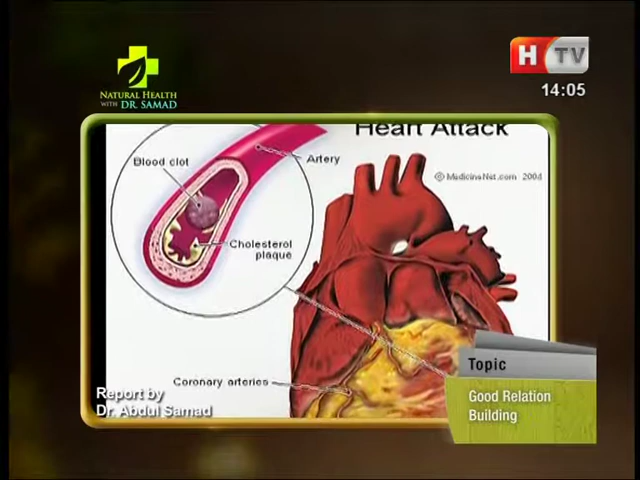 NATURAL HEALTH
WITH DR. SAMAD
H TV
14:05
Heart Attack
Blood clot
Artery
© MedicineNet.com 2008
Cholesterol
plaque
Coronary arteries
Report by
Dr. Abdul Samad
Topic
Good Relation
Building